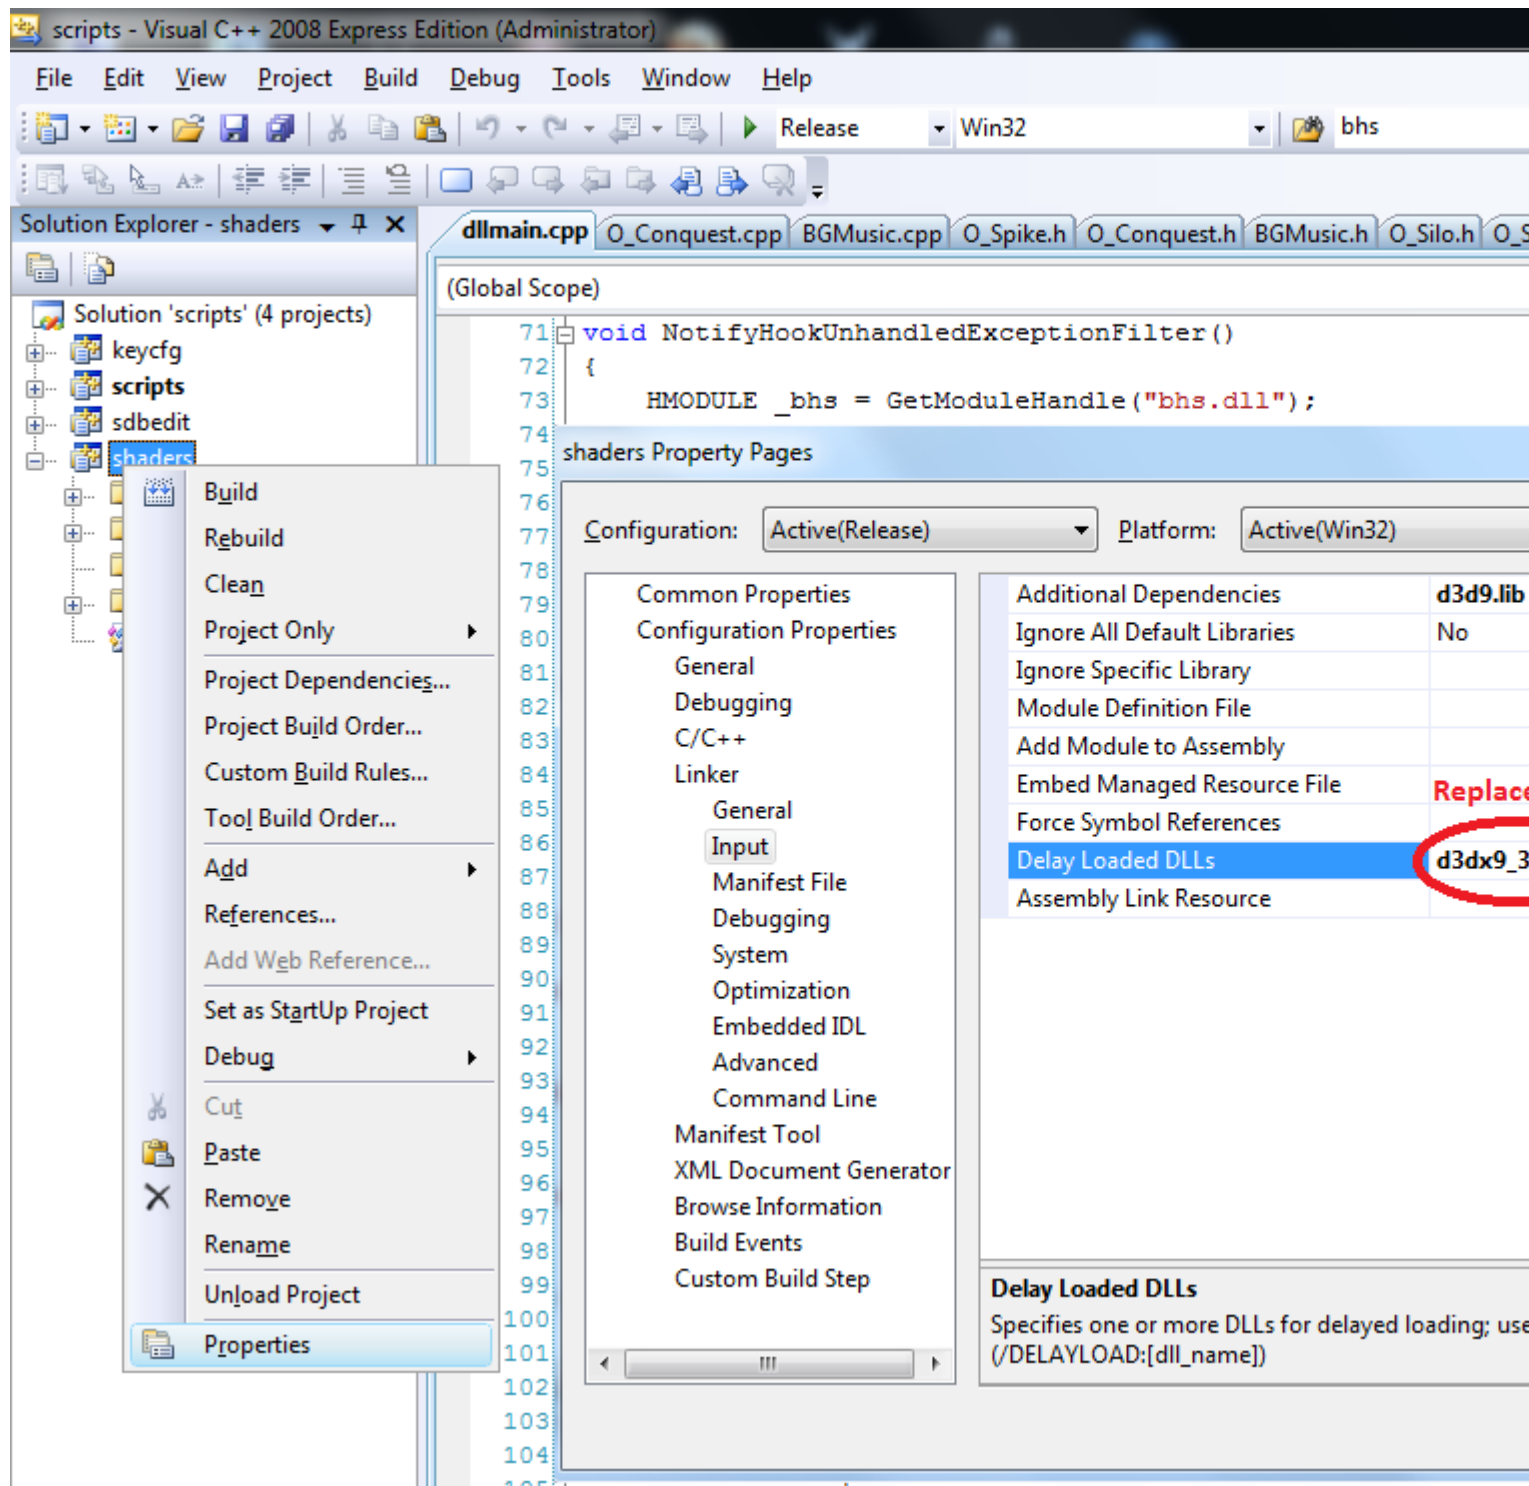 scripts - Visual C++ 2008 Express Edition (Administrator)
File Edit View Project Build Debug Tools Window Help
Release Win32 bhs
Solution Explorer - shaders
dllmain.cpp O_Conquest.cpp BGMusic.cpp O_Spike.h O_Conquest.h BGMusic.h O_Silo.h O_S
(Global Scope)
Solution 'scripts' (4 projects)
keycfg
scripts
sdbedit
shaders
Build
Rebuild
Clean
Project Only
Project Dependencies...
Project Build Order...
Custom Build Rules...
Tool Build Order...
Add
References...
Add Web Reference...
Set as StartUp Project
Debug
Cut
Paste
Remove
Rename
Unload Project
Properties
71 void NotifyHookUnhandledExceptionFilter()
72 {
73 HMODULE _bhs = GetModuleHandle("bhs.dll");
74
75
76
77
78
79
80
81
82
83
84
85
86
87
88
89
90
91
92
93
94
95
96
97
98
99
100
101
102
103
104
shaders Property Pages
Configuration: Active(Release) Platform: Active(Win32)
Common Properties
Configuration Properties
General
Debugging
C/C++
Linker
General
Input
Manifest File
Debugging
System
Optimization
Embedded IDL
Advanced
Command Line
Manifest Tool
XML Document Generator
Browse Information
Build Events
Custom Build Step
Additional Dependencies d3d9.lib
Ignore All Default Libraries No
Ignore Specific Library
Module Definition File
Add Module to Assembly
Embed Managed Resource File
Replace
Force Symbol References
Delay Loaded DLLs d3dx9_3
Assembly Link Resource
Delay Loaded DLLs
Specifies one or more DLLs for delayed loading; use
(/DELAYLOAD:[dll_name])